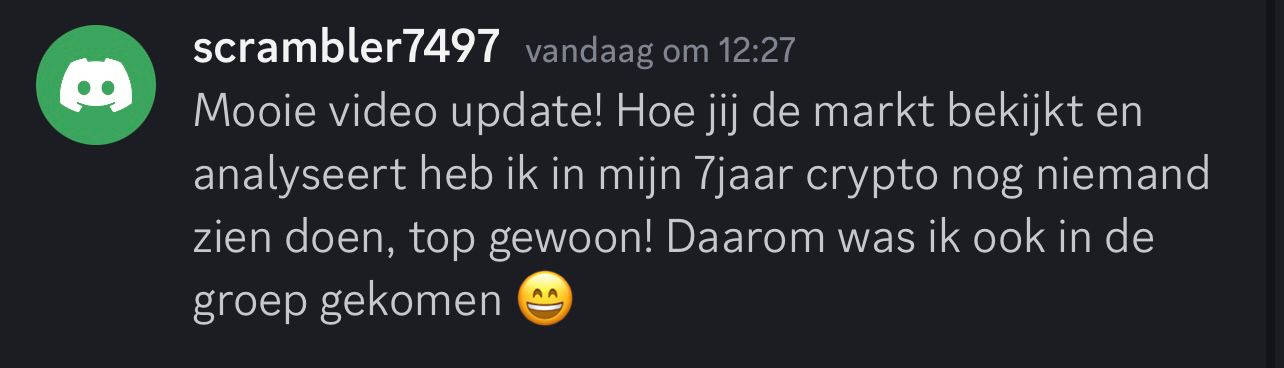 scrambler7497 vandaag om 12:27
Mooie video update! Hoe jij de markt bekijkt en
analyseert heb ik in mijn 7jaar crypto nog niemand
zien doen, top gewoon! Daarom was ik ook in de
groep gekomen 😄